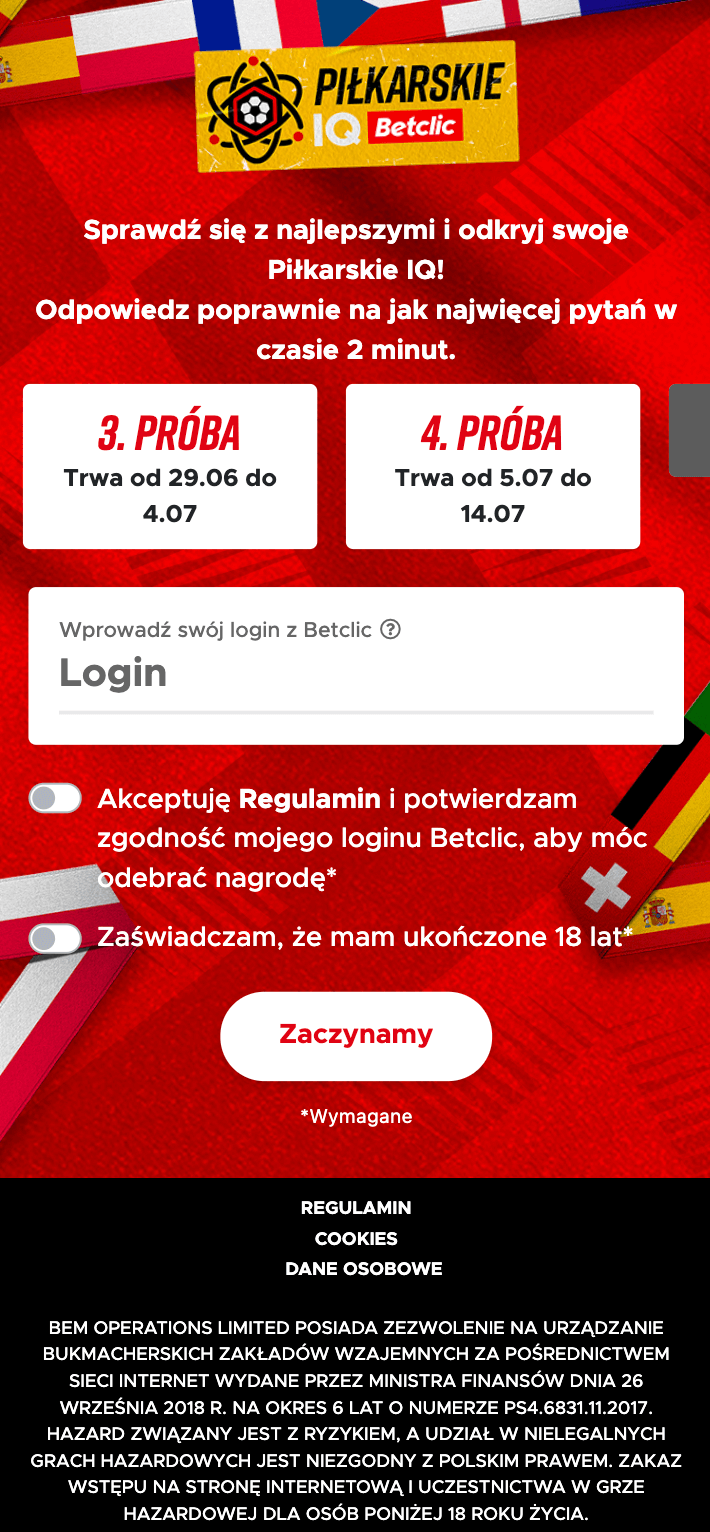 PIŁKARSKIE
IQ Betclic
Sprawdź się z najlepszymi i odkryj swoje
Piłkarskie IQ!
Odpowiedz poprawnie na jak najwięcej pytań w
czasie 2 minut.
3. PRÓBA
Trwa od 29.06 do
4.07
4. PRÓBA
Trwa od 5.07 do
14.07
Wprowadź swój login z Betclic ?
Login
Akceptuję Regulamin i potwierdzam
zgodność mojego loginu Betclic, aby móc
odebrać nagrodę*
Zaświadczam, że mam ukończone 18 lat*
Zaczynamy
*Wymagane
REGULAMIN
COOKIES
DANE OSOBOWE
BEM OPERATIONS LIMITED POSIADA ZEZWOLENIE NA URZĄDZANIE
BUKMACHERSKICH ZAKŁADÓW WZAJEMNYCH ZA POŚREDNICTWEM
SIECI INTERNET WYDANE PRZEZ MINISTRA FINANSÓW DNIA 26
WRZEŚNIA 2018 R. NA OKRES 6 LAT O NUMERZE PS4.6831.11.2017.
HAZARD ZWIĄZANY JEST Z RYZYKIEM, A UDZIAŁ W NIELEGALNYCH
GRACH HAZARDOWYCH JEST NIEZGODNY Z POLSKIM PRAWEM. ZAKAZ
WSTĘPU NA STRONĘ INTERNETOWĄ I UCZESTNICTWA W GRZE
HAZARDOWEJ DLA OSÓB PONIŻEJ 18 ROKU ŻYCIA.